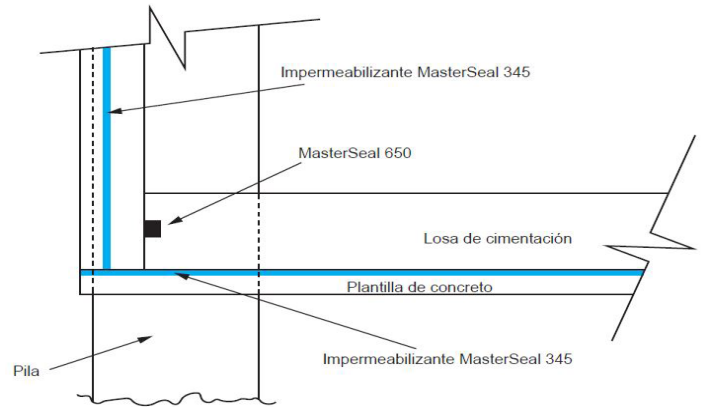 Impermeabilizante MasterSeal 345
MasterSeal 650
Losa de cimentación
Plantilla de concreto
Impermeabilizante MasterSeal 345
Pila